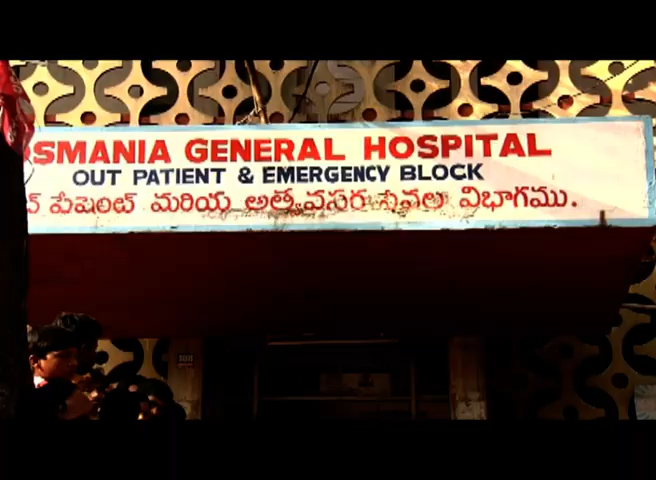 SMANIA GENERAL HOSPITAL
OUT PATIENT & EMERGENCY BLOCK
పేషెంట్ మరియు అత్యవసర సేవల విభాగము.